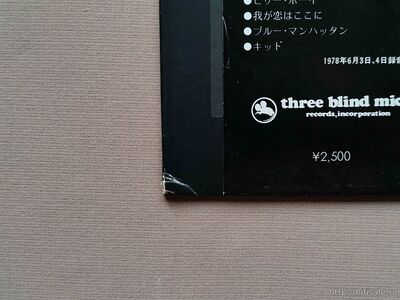 ●我が恋はここに
●ブルー・マンハッタン
●キッド
1978年6月3日、4日録音
three blind mic
records, incorporation
¥2,500